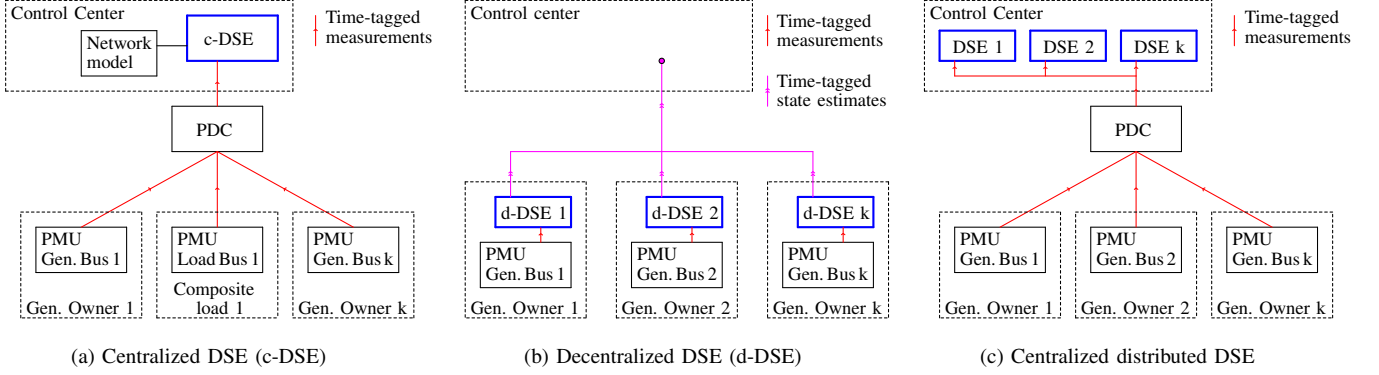 Control Center
Network
model
c-DSE
Time-tagged
measurements
PDC
PMU
Gen. Bus 1
Gen. Owner 1
PMU
Load Bus 1
Composite
load 1
PMU
Gen. Bus k
Gen. Owner k
(a) Centralized DSE (c-DSE)
Control center
Time-tagged
measurements
Time-tagged
state estimates
d-DSE 1
PMU
Gen. Bus 1
Gen. Owner 1
d-DSE 2
PMU
Gen. Bus 2
Gen. Owner 2
d-DSE k
PMU
Gen. Bus k
Gen. Owner k
(b) Decentralized DSE (d-DSE)
Control Center
DSE 1
DSE 2
DSE k
Time-tagged
measurements
PDC
PMU
Gen. Bus 1
Gen. Owner 1
PMU
Gen. Bus 2
Gen. Owner 2
PMU
Gen. Bus k
Gen. Owner k
(c) Centralized distributed DSE